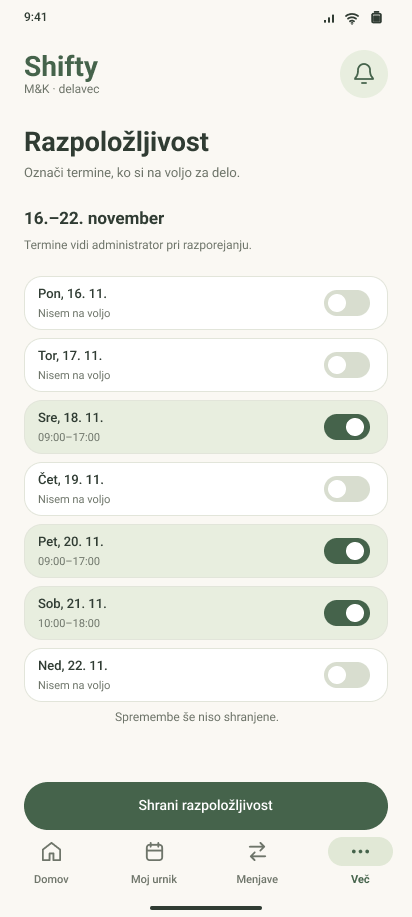 9:41
Shifty
M&K · delavec
Razpoložljivost
Označi termine, ko si na voljo za delo.
16.–22. november
Termine vidi administrator pri razporejanju.
Pon, 16. 11.
Nisem na voljo
Tor, 17. 11.
Nisem na voljo
Sre, 18. 11.
09:00–17:00
Čet, 19. 11.
Nisem na voljo
Pet, 20. 11.
09:00–17:00
Sob, 21. 11.
10:00–18:00
Ned, 22. 11.
Nisem na voljo
Spremembe še niso shranjene.
Shrani razpoložljivost
Domov
Moj urnik
Menjave
Več